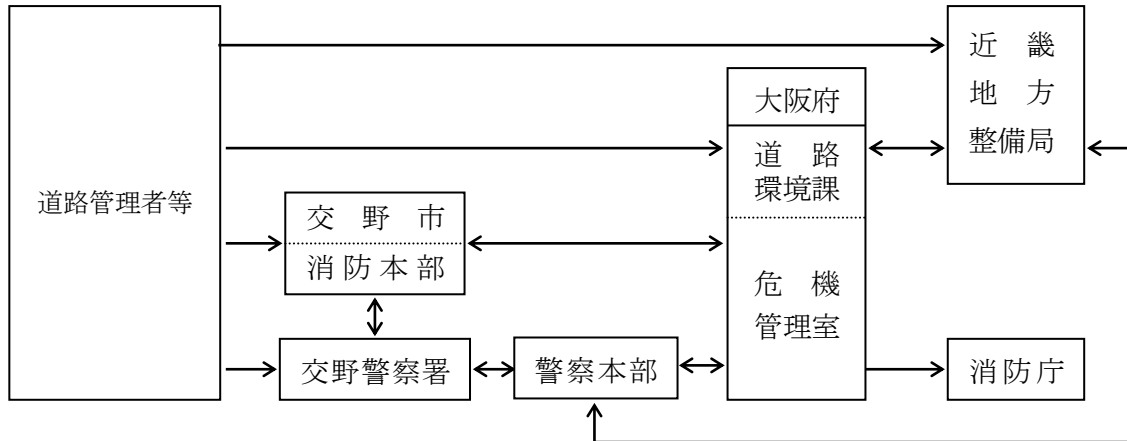 道路管理者等
交野市
消防本部
交野警察署
警察本部
大阪府
道路
環境課
危機
管理室
近畿
地方
整備局
消防庁